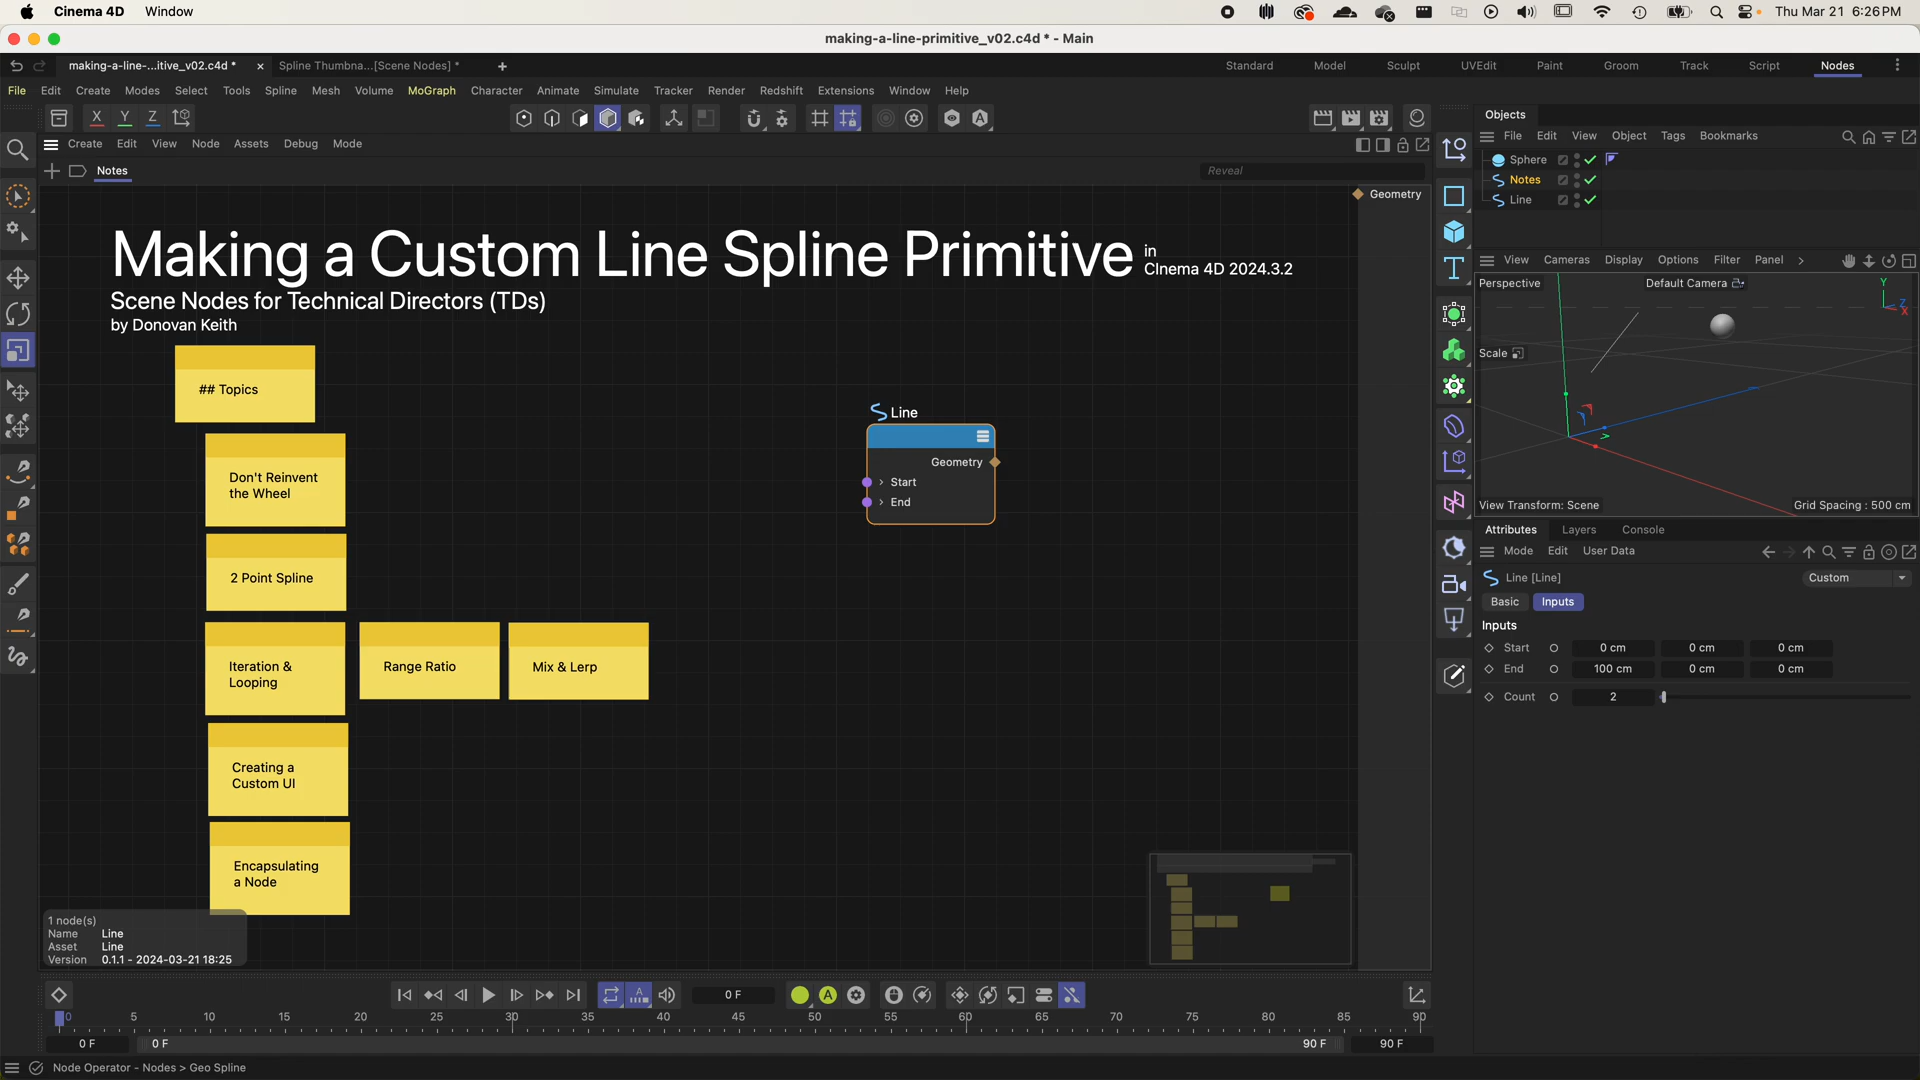 Cinema 4D Window
Thu Mar 21 6:26 PM
making-a-line-primitive_v02.c4d * - Main
making-a-line-...itive_v02.c4d *
Spline Thumbna...[Scene Nodes] *
Standard Model Sculpt UVEdit Paint Groom Track Script Nodes
File Edit Create Modes Select Tools Spline Mesh Volume MoGraph Character Animate Simulate Tracker Render Redshift Extensions Window Help
X Y Z
Create Edit View Node Assets Debug Mode
Notes
Reveal
Geometry
Making a Custom Line Spline Primitive
in
CInema 4D 2024.3.2
Scene Nodes for Technical Directors (TDs)
by Donovan Keith
## Topics
Don't Reinvent
the Wheel
2 Point Spline
Iteration &
Looping
Range Ratio
Mix & Lerp
Creating a
Custom UI
Encapsulating
a Node
Line
Geometry
Start
End
1 node(s)
Name Line
Asset Line
Version 0.1.1 - 2024-03-21 18:25
Objects
File Edit View Object Tags Bookmarks
Sphere
Notes
Line
View Cameras Display Options Filter Panel
Perspective
Default Camera
Y
Z
X
Scale
View Transform: Scene
Grid Spacing : 500 cm
Attributes Layers Console
Mode Edit User Data
Line [Line]
Custom
Basic Inputs
Inputs
Start 0 cm 0 cm 0 cm
End 100 cm 0 cm 0 cm
Count 2
0 F
0 5 10 15 20 25 30 35 40 45 50 55 60 65 70 75 80 85 90
0 F 0 F 90 F 90 F
Node Operator - Nodes > Geo Spline